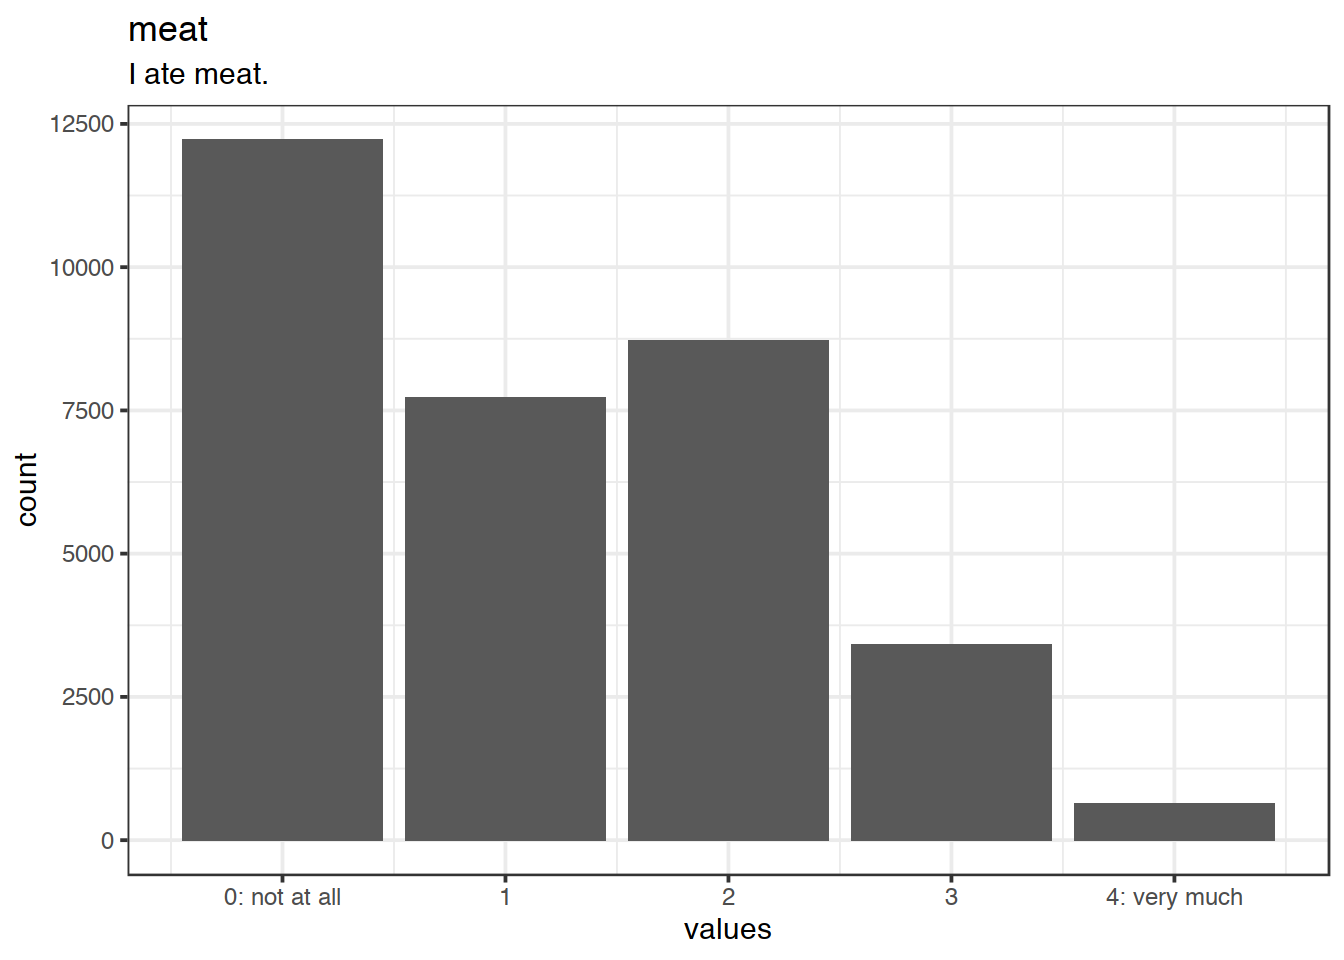 meat
I ate meat.
12500
10000
7500
5000
2500
0
count
0: not at all 1 2 3 4: very much
values